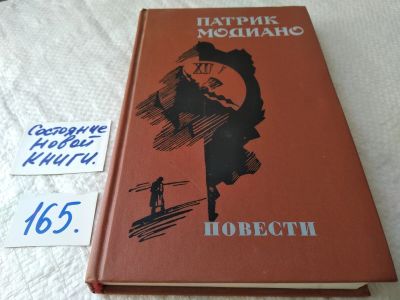 ПАТРИК
МОДИАНО
XII
ПОВЕСТИ
Состояние
новой
книги.
165.